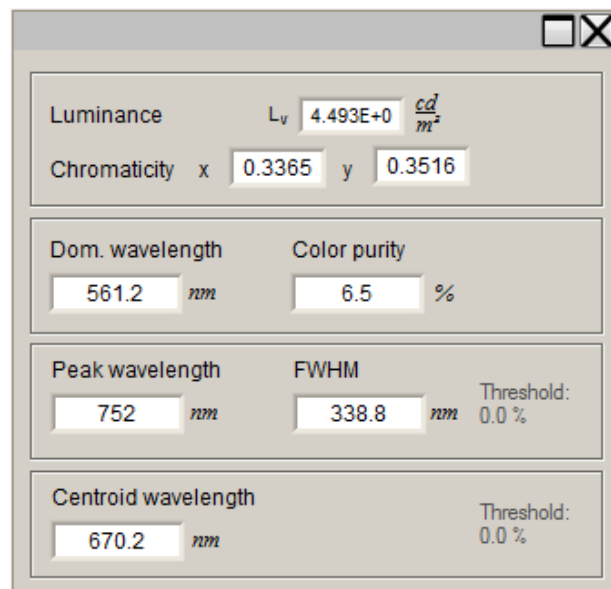 Luminance Lv 4.493E+0 cd/m²
Chromaticity x 0.3365 y 0.3516
Dom. wavelength Color purity
561.2 nm 6.5 %
Peak wavelength FWHM
752 nm 338.8 nm Threshold:
0.0 %
Centroid wavelength
670.2 nm Threshold:
0.0 %